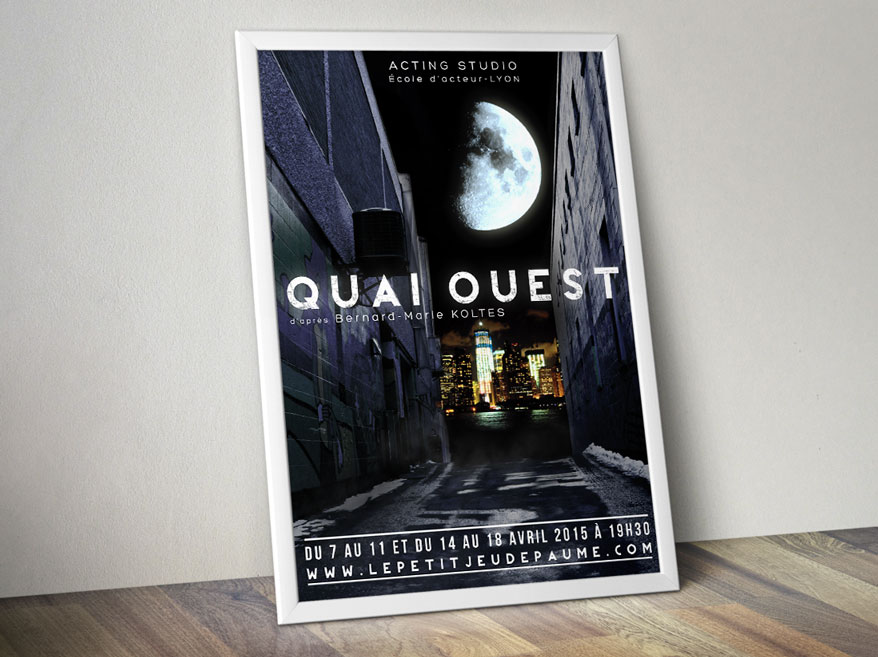 ACTING STUDIO
École d'acteur-LYON
QUAI OUEST
d'après Bernard-Marie KOLTES
DU 7 AU 11 ET DU 14 AU 18 AVRIL 2015 À 19H30
WWW.LEPETITJEUDEPAUME.COM